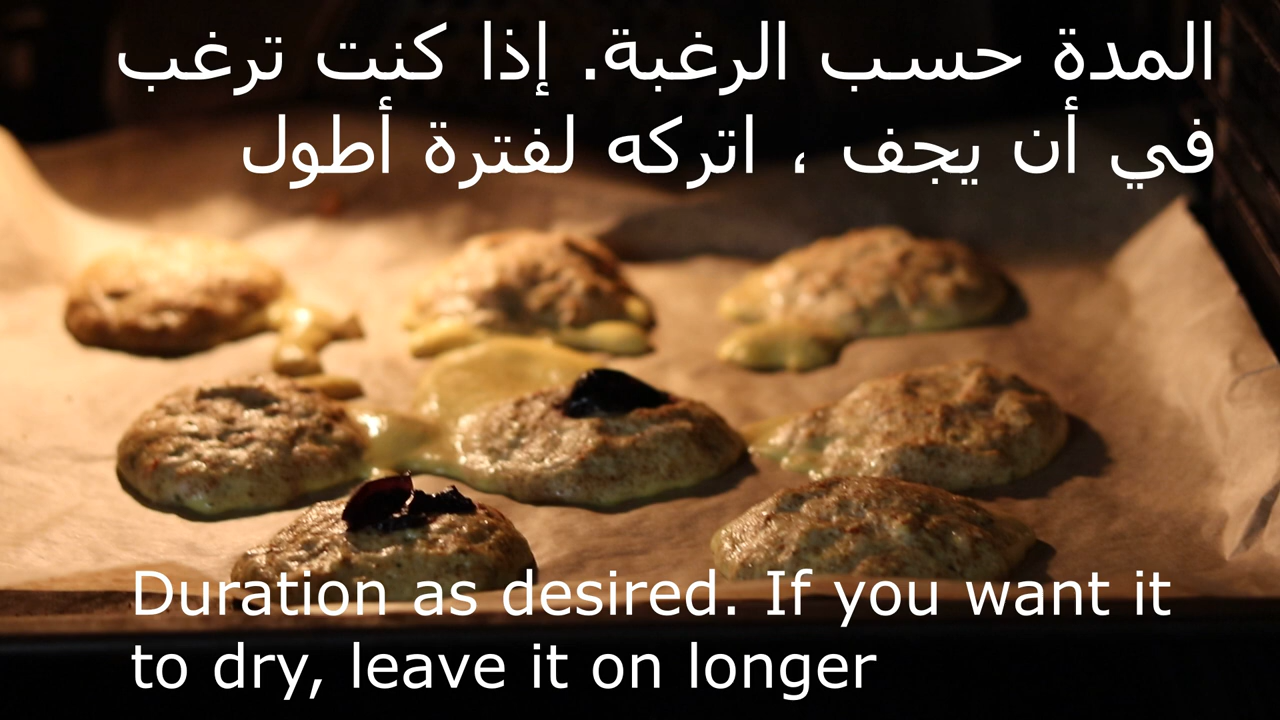 المدة حسب الرغبة. إذا كنت ترغب
في أن يجف ، اتركه لفترة أطول
Duration as desired. If you want it
to dry, leave it on longer